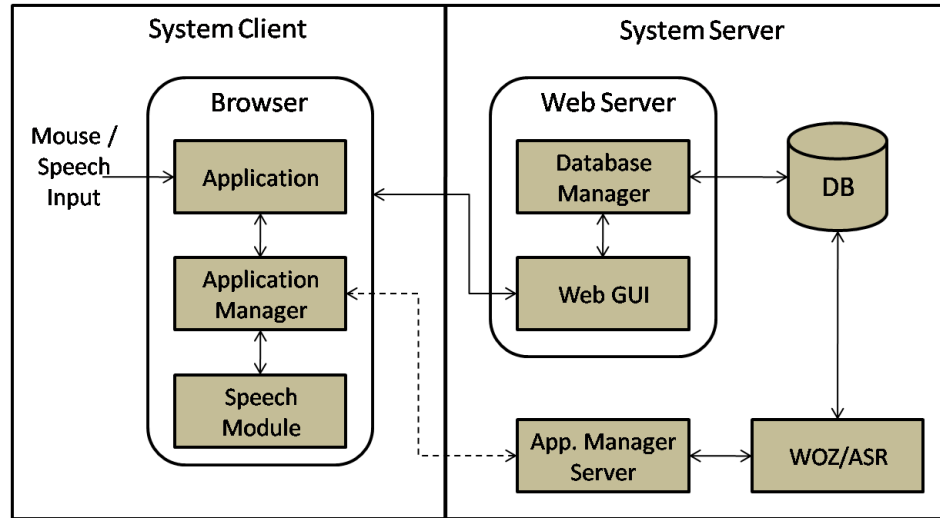 System Client
System Server
Browser
Mouse /
Speech
Input
Application
Application
Manager
Speech
Module
Web Server
Database
Manager
Web GUI
DB
App. Manager
Server
WOZ/ASR